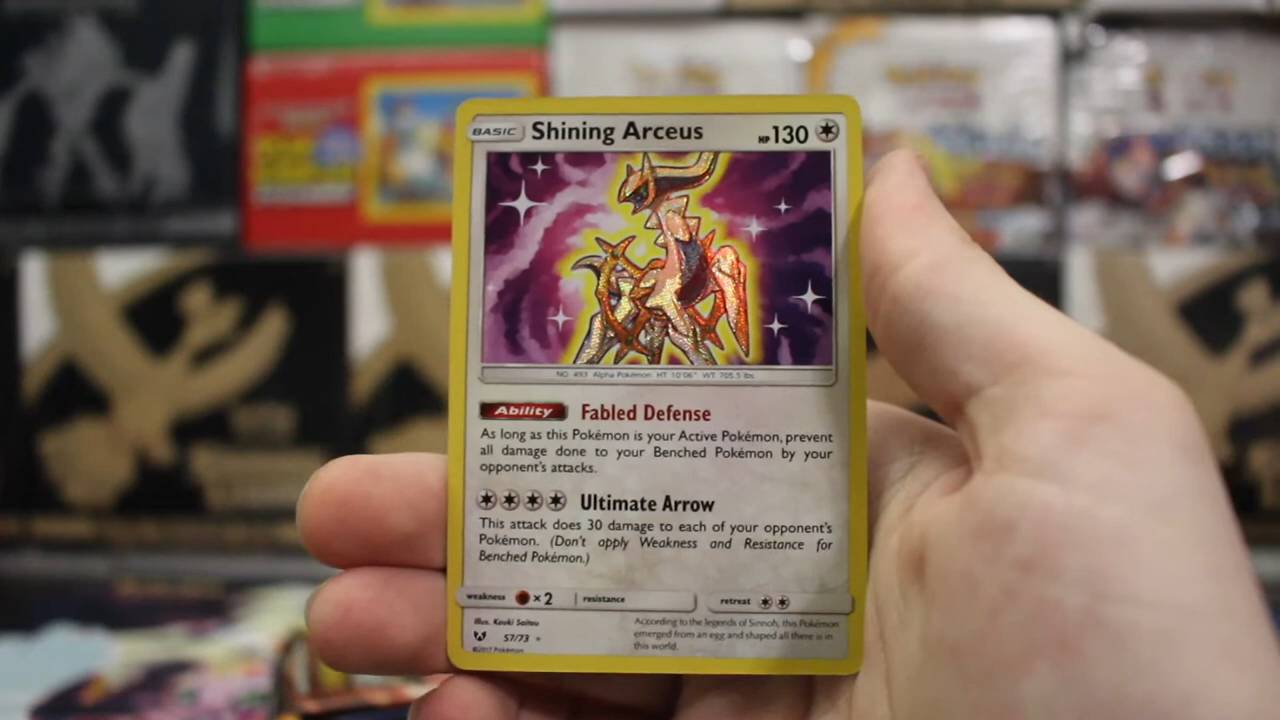 BASIC Shining Arceus HP 130
NO. 493 Alpha Pokémon HT: 10'06" WT: 705.5 lbs
Ability Fabled Defense
As long as this Pokémon is your Active Pokémon, prevent
all damage done to your Benched Pokémon by your
opponent's attacks.
Ultimate Arrow
This attack does 30 damage to each of your opponent's
Pokémon. (Don't apply Weakness and Resistance for
Benched Pokémon.)
weakness ×2 resistance retreat
Illus. Kouki Saitou
57/73
©2017 Pokémon
According to the legends of Sinnoh, this Pokémon
emerged from an egg and shaped all there is in
this world.